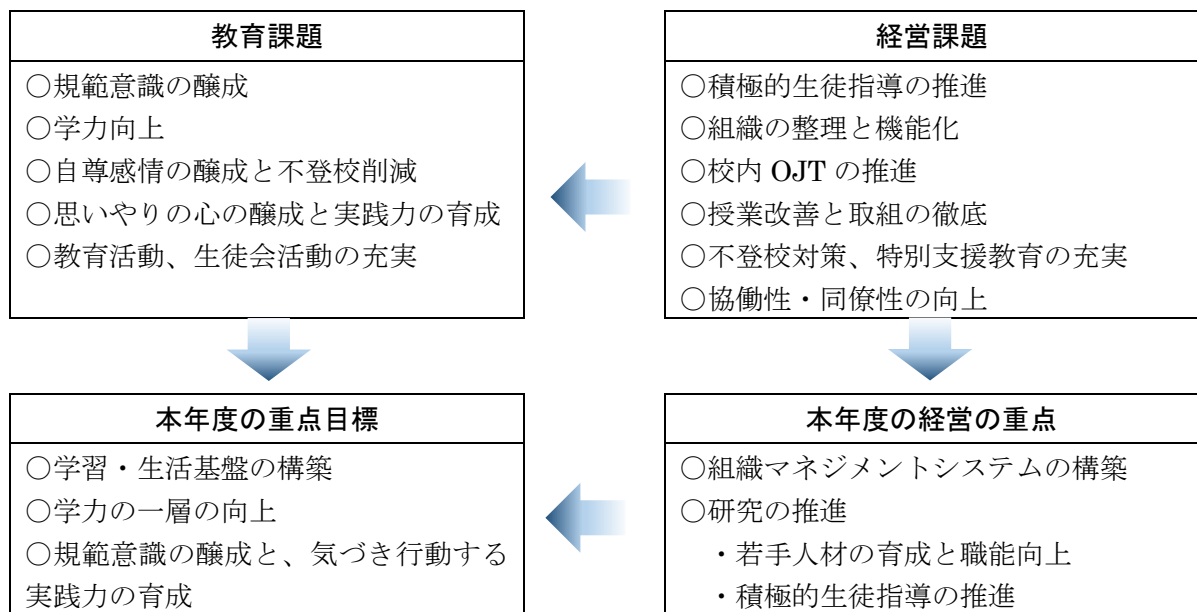 教育課題
○規範意識の醸成
○学力向上
○自尊感情の醸成と不登校削減
○思いやりの心の醸成と実践力の育成
○教育活動、生徒会活動の充実
経営課題
○積極的生徒指導の推進
○組織の整理と機能化
○校内 OJT の推進
○授業改善と取組の徹底
○不登校対策、特別支援教育の充実
○協働性・同僚性の向上
本年度の重点目標
○学習・生活基盤の構築
○学力の一層の向上
○規範意識の醸成と、気づき行動する
実践力の育成
本年度の経営の重点
○組織マネジメントシステムの構築
○研究の推進
・若手人材の育成と職能向上
・積極的生徒指導の推進